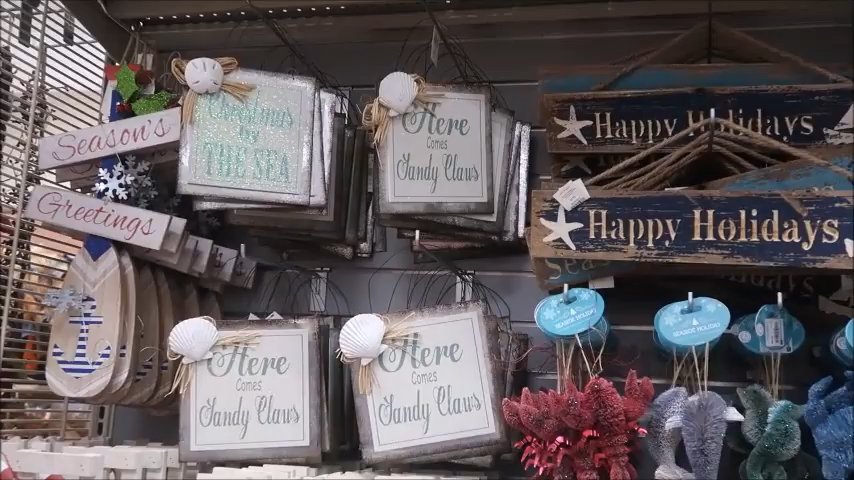 Season's
Greetings
Christmas
by
THE SEA
Here
Comes
Sandy Claws
Happy Holidays
Happy Holidays
Here
Comes
Sandy Claws
Here
Comes
Sandy Claws
SEASIDE HOLIDAY
SEASIDE HOLIDAY